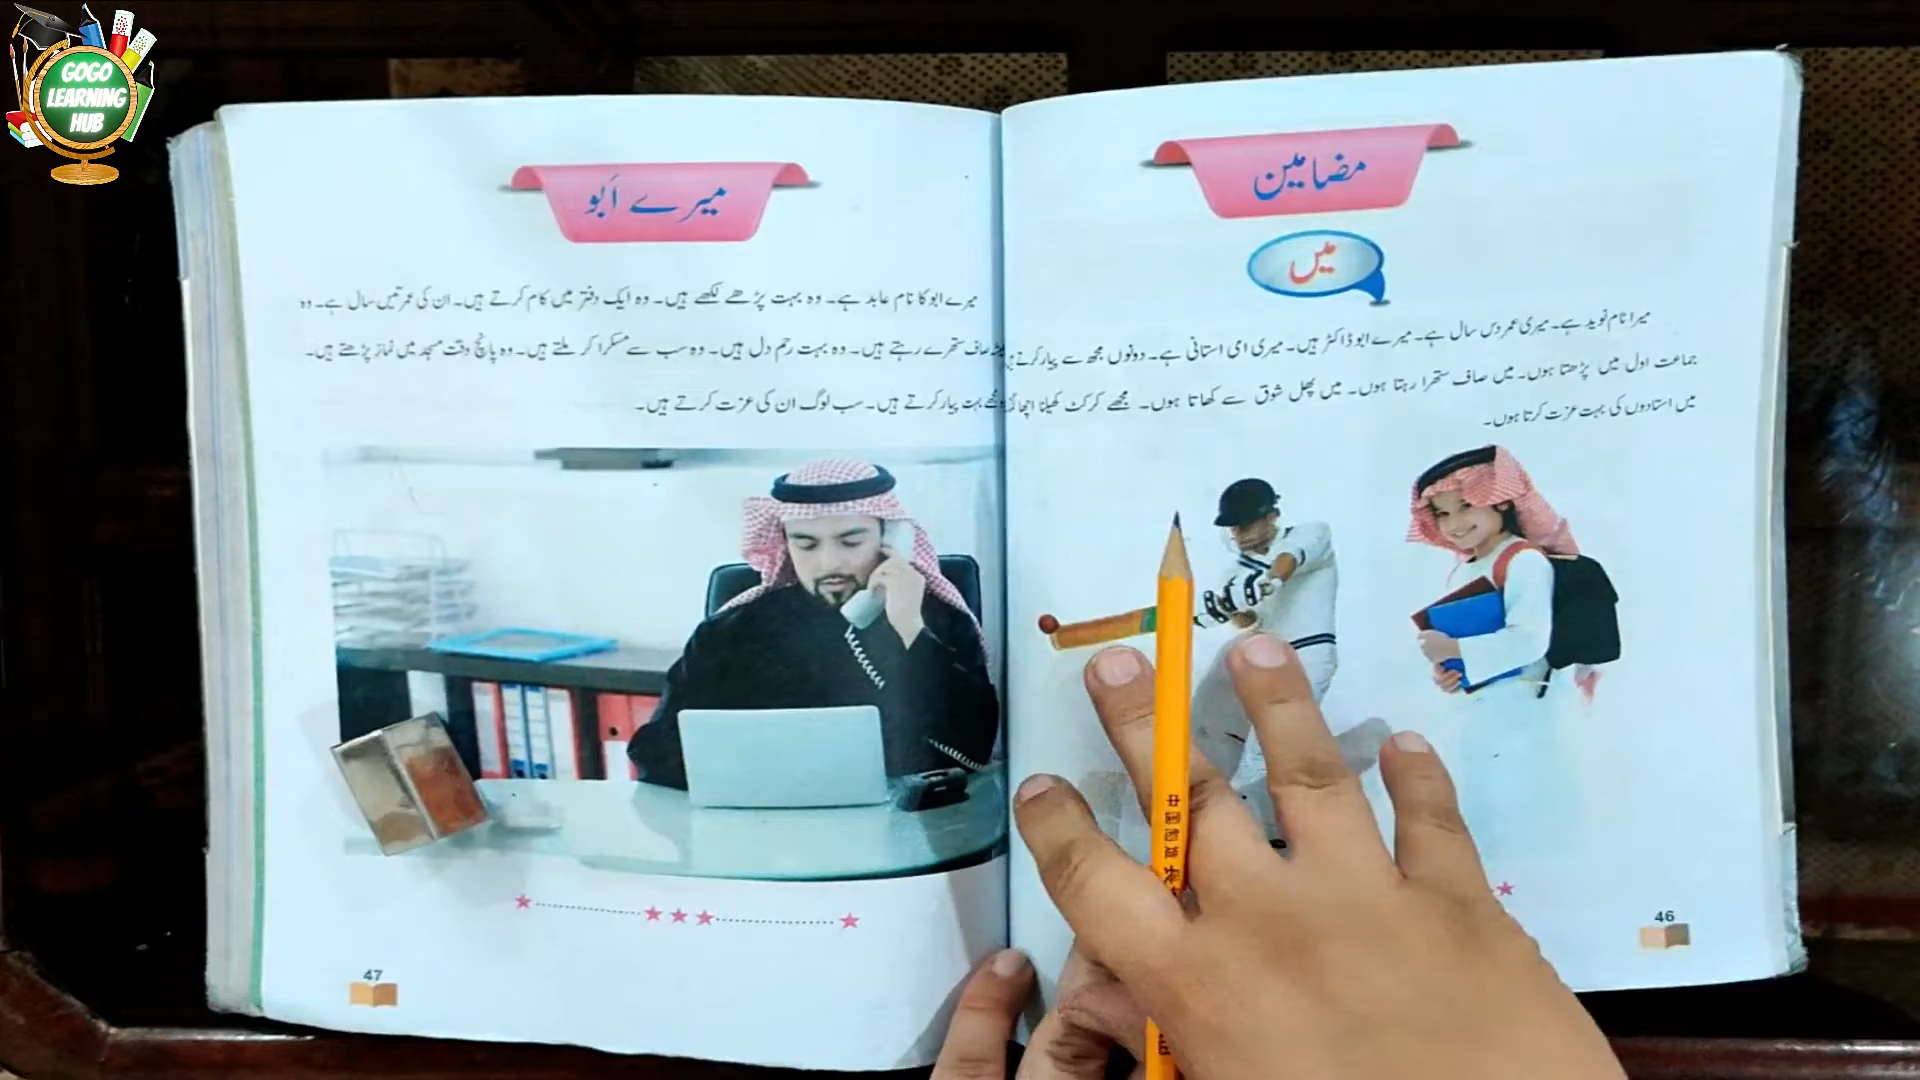 GOGO
LEARNING
HUB
مضامین
میں
میرا نام نوید ہے۔ میری عمر دس سال ہے۔ میرے ابو ڈاکٹر ہیں۔ میری امی استانی ہے۔ دونوں مجھ سے پیار کرتے
جماعت اول میں پڑھتا ہوں۔ میں صاف ستھرا رہتا ہوں۔ میں پھل شوق سے کھاتا ہوں۔ مجھے کرکٹ کھیلنا اچھا
میں استادوں کی بہت عزت کرتا ہوں۔
46
میرے أبو
میرے ابو کا نام عابد ہے۔ وہ بہت پڑھے لکھے ہیں۔ وہ ایک دفتر میں کام کرتے ہیں۔ ان کی عمر تیس سال ہے۔ وہ
صاف ستھرے رہتے ہیں۔ وہ بہت رحم دل ہیں۔ وہ سب سے مسکرا کر ملتے ہیں۔ وہ پانچ وقت مسجد میں نماز پڑھتے ہیں۔
مجھے بہت پیار کرتے ہیں۔ سب لوگ ان کی عزت کرتے ہیں۔
47
中国制造